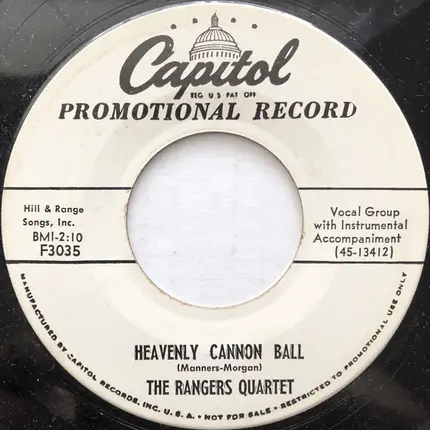 BRAND
Capitol
REG U S PAT OFF
PROMOTIONAL RECORD
Hill & Range
Songs, Inc.
BMI-2:10
F3035
Vocal Group
with Instrumental
Accompaniment
(45-13412)
HEAVENLY CANNON BALL
(Manners-Morgan)
THE RANGERS QUARTET
MANUFACTURED BY CAPITOL RECORDS, INC. U. S. A. • NOT FOR SALE • RESTRICTED TO PROMOTIONAL USE ONLY